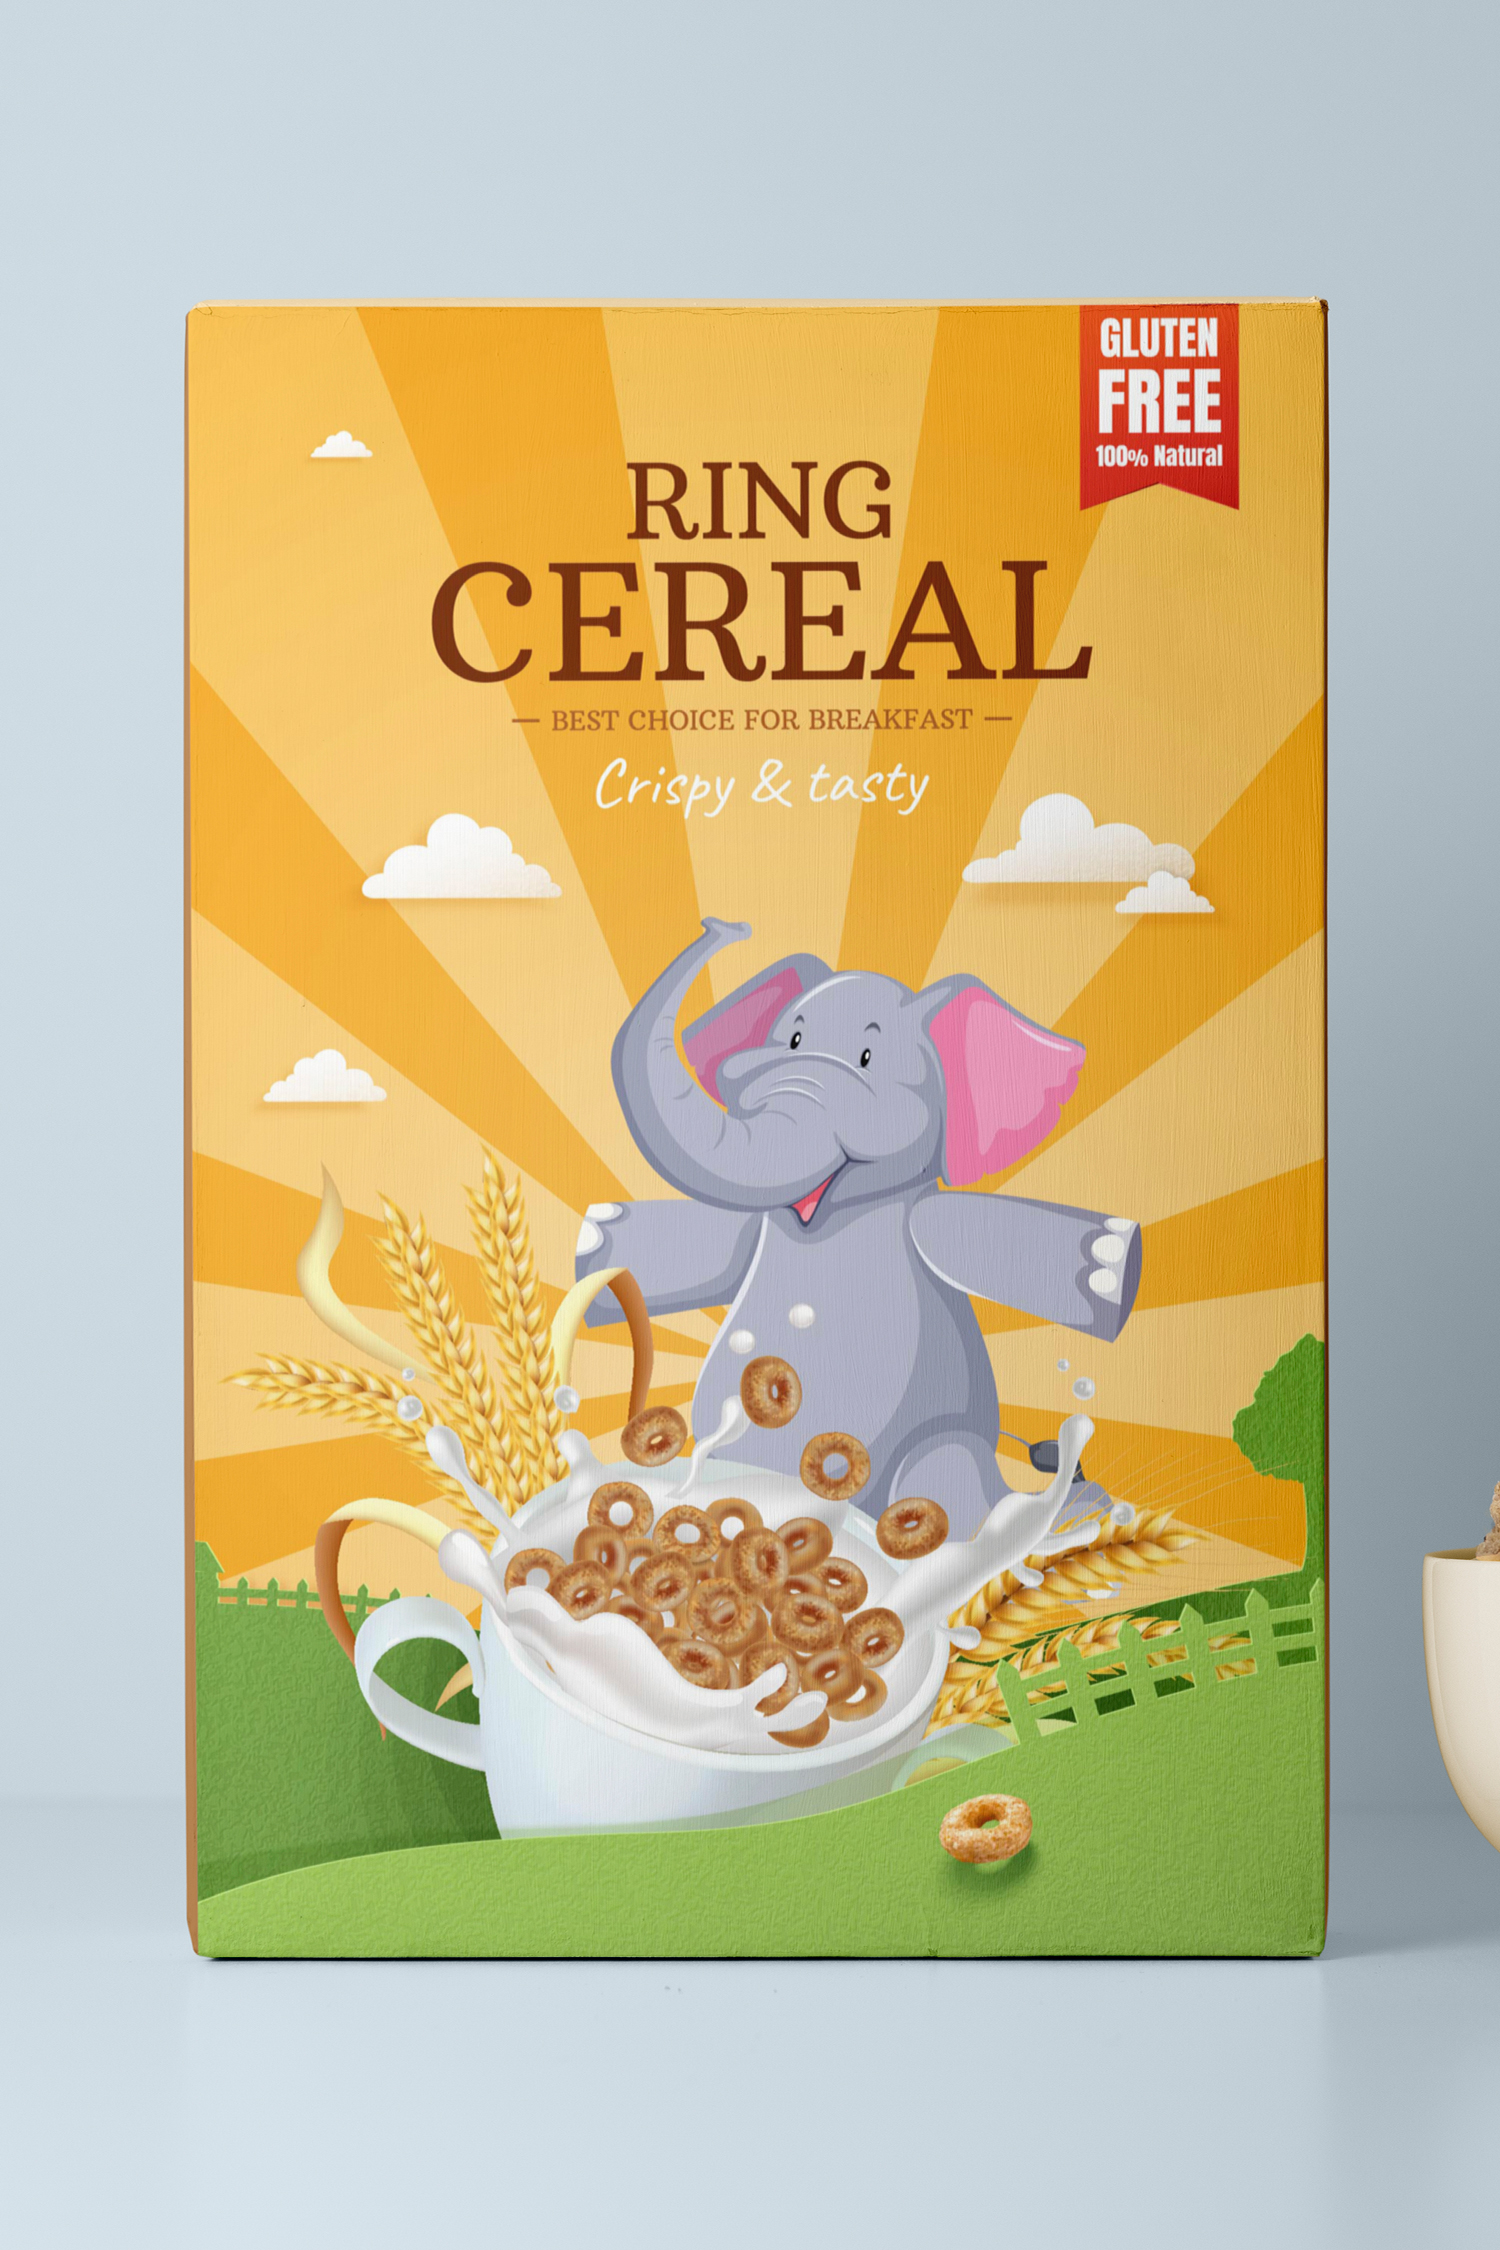 GLUTEN
FREE
100% Natural
RING
CEREAL
— BEST CHOICE FOR BREAKFAST —
Crispy & tasty